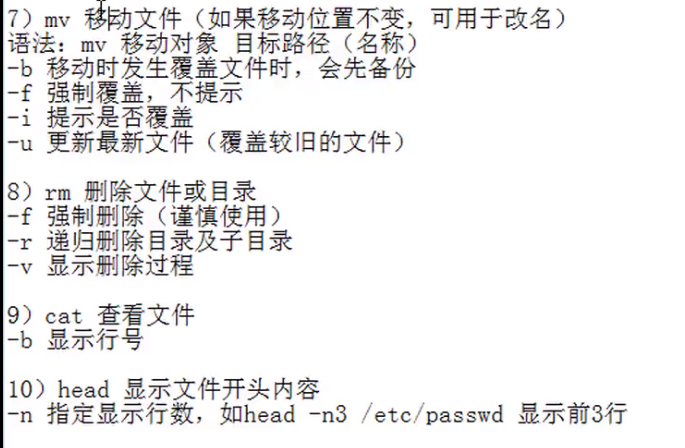 7）mv 移动文件（如果移动位置不变，可用于改名）
语法：mv 移动对象 目标路径（名称）
-b 移动时发生覆盖文件时，会先备份
-f 强制覆盖，不提示
-i 提示是否覆盖
-u 更新最新文件（覆盖较旧的文件）
8）rm 删除文件或目录
-f 强制删除（谨慎使用）
-r 递归删除目录及子目录
-v 显示删除过程
9）cat 查看文件
-b 显示行号
10）head 显示文件开头内容
-n 指定显示行数，如head -n3 /etc/passwd 显示前3行